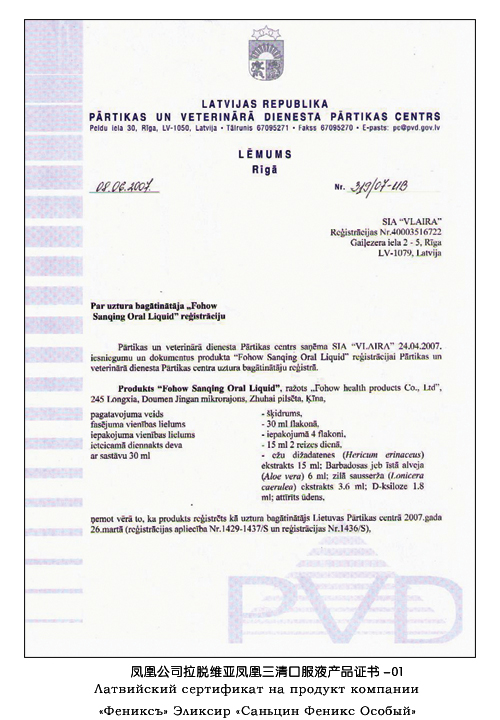 LATVIJAS REPUBLIKA
PĀRTIKAS UN VETERINĀRĀ DIENESTA PĀRTIKAS CENTRS
Peldu iela 30, Rīga, LV-1050, Latvija • Tālrunis 67095271 • Fakss 67095270 • E-pasts: pc@pvd.gov.lv
LĒMUMS
Rīgā
08.06.2007 Nr. 319/07-UB
SIA “VLAIRA”
Reģistrācijas Nr.40003516722
Gaiļezera iela 2 - 5, Rīga
LV-1079, Latvija
Par uztura bagātinātāja „Fohow
Sanqing Oral Liquid” reģistrāciju
Pārtikas un veterinārā dienesta Pārtikas centrs saņēma SIA “VLAIRA” 24.04.2007.
iesniegumu un dokumentus produkta “Fohow Sanqing Oral Liquid” reģistrācijai Pārtikas un
veterinārā dienesta Pārtikas centra uztura bagātinātāju reģistrā.
Produkts “Fohow Sanqing Oral Liquid”, ražots „Fohow health products Co., Ltd”,
245 Longxia, Doumen Jingan mikrorajons, Zhuhai pilsēta, Ķīna,
pagatavojuma veids - šķidrums,
fasējuma vienības lielums - 30 ml flakonā,
iepakojuma vienības lielums - iepakojumā 4 flakoni,
ieteicamā diennakts deva - 15 ml 2 reizes dienā,
ar sastāvu 30 ml - ežu dižadatenes (Hericum erinaceus)
ekstrakts 15 ml; Barbadosas jeb īstā alveja
(Aloe vera) 6 ml; zilā sausserža (Lonicera
caerulea) ekstrakts 3.6 ml; D-ksiloze 1.8
ml; attīrīts ūdens,
ņemot vērā to, ka produkts reģistrēts kā uztura bagātinātājs Lietuvas Pārtikas centrā 2007.gada
26.martā (reģistrācijas apliecība Nr.1429-1437/S un reģistrācijas Nr.1436/S),
PVD
凤凰公司拉脱维亚凤凰三清口服液产品证书 -01
Латвийский сертификат на продукт компании
«Фениксъ» Эликсир «Саньцин Феникс Особый»